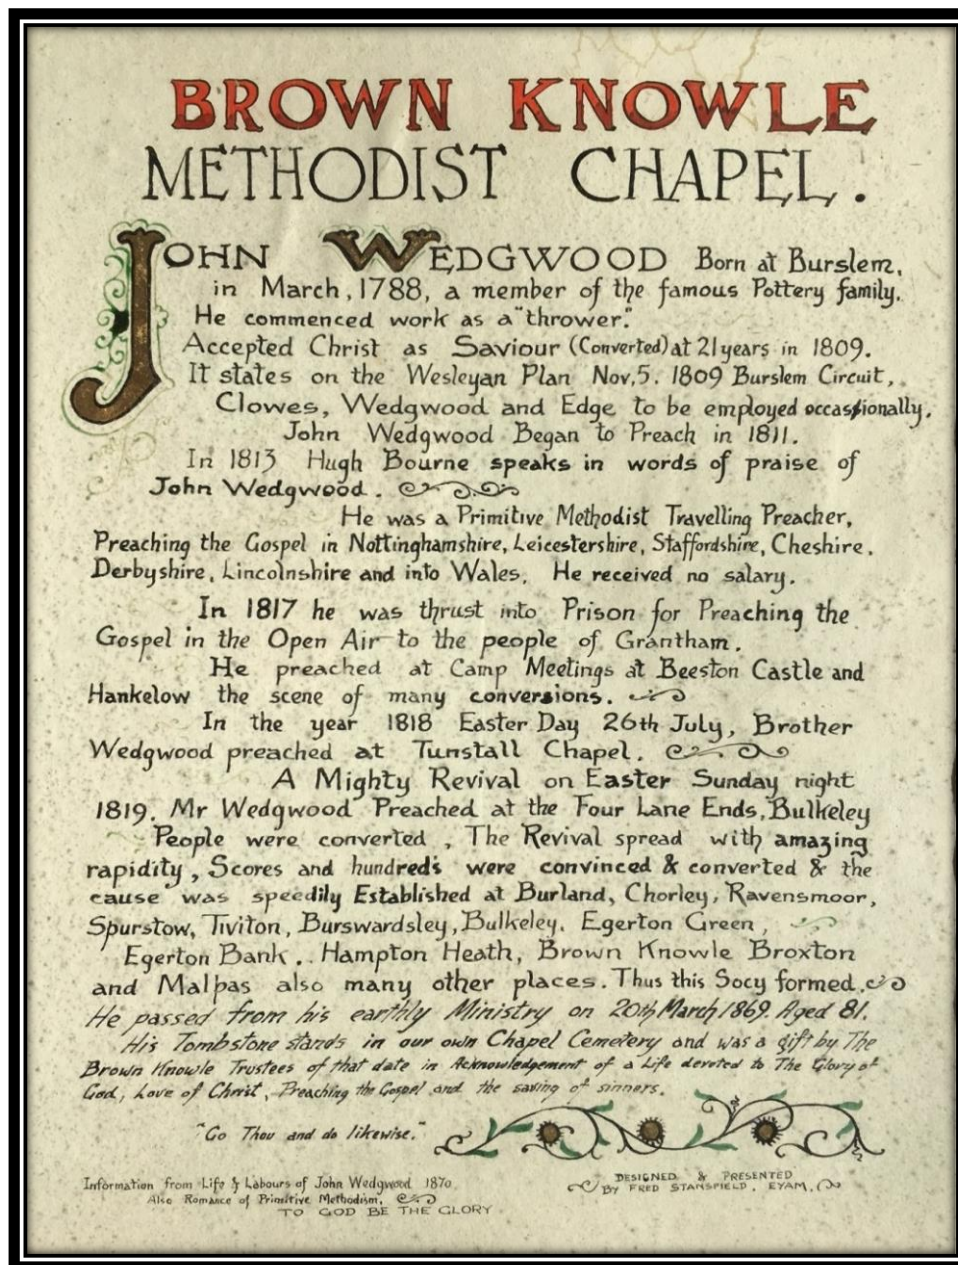 BROWN KNOWLE
METHODIST CHAPEL.
JOHN WEDGWOOD Born at Burslem,
in March, 1788, a member of the famous Pottery family.
He commenced work as a "thrower."
Accepted Christ as Saviour (Converted) at 21 years in 1809.
It states on the Wesleyan Plan Nov, 5. 1809 Burslem Circuit,
Clowes, Wedgwood and Edge to be employed occassionally.
John Wedgwood Began to Preach in 1811.
In 1813 Hugh Bourne speaks in words of praise of
John Wedgwood.
He was a Primitive Methodist Travelling Preacher,
Preaching the Gospel in Nottinghamshire, Leicestershire, Staffordshire, Cheshire,
Derbyshire, Lincolnshire and into Wales. He received no salary.
In 1817 he was thrust into Prison for Preaching the
Gospel in the Open Air to the people of Grantham.
He preached at Camp Meetings at Beeston Castle and
Hankelow the scene of many conversions.
In the year 1818 Easter Day 26th July, Brother
Wedgwood preached at Tunstall Chapel.
A Mighty Revival on Easter Sunday night
1819. Mr Wedgwood Preached at the Four Lane Ends, Bulkeley
People were converted, The Revival spread with amazing
rapidity, Scores and hundreds were convinced & converted & the
cause was speedily Established at Burland, Chorley, Ravensmoor,
Spurstow, Tiviton, Burswardsley, Bulkeley. Egerton Green,
Egerton Bank.. Hampton Heath, Brown Knowle Broxton
and Malpas also many other places. Thus this Socy formed.
He passed from his earthly Ministry on 20th March 1869. Aged 81.
His Tombstone stands in our own Chapel Cemetery and was a gift by The
Brown Knowle Trustees of that date in Acknowledgement of a Life devoted to The Glory of
God, Love of Christ, Preaching the Gospel and the saving of sinners.
"Go Thou and do likewise."
Information from Life & Labours of John Wedgwood 1870
Also Romance of Primitive Methodism.
TO GOD BE THE GLORY
DESIGNED & PRESENTED
BY FRED STANSFIELD, EYAM.